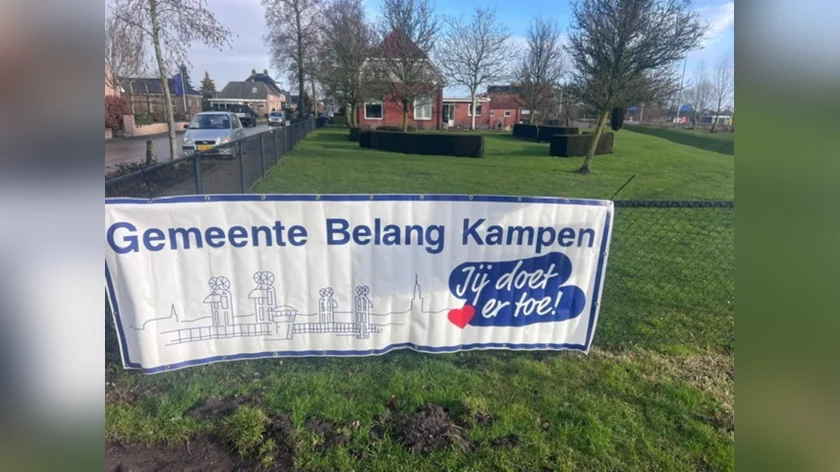 Gemeente Belang Kampen
Jij doet
er toe!